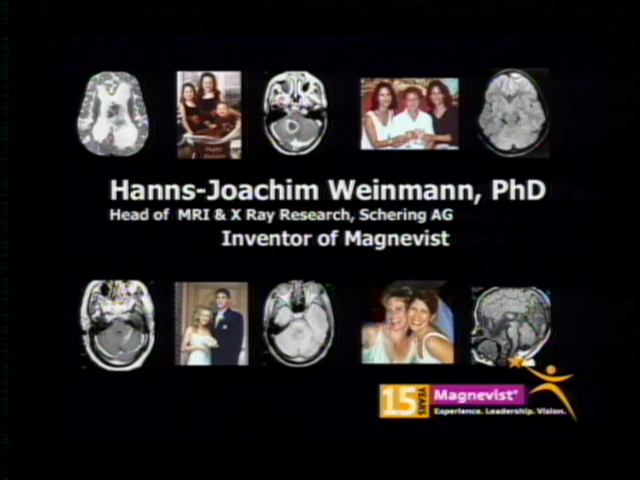 Hanns-Joachim Weinmann, PhD
Head of MRI & X Ray Research, Schering AG
Inventor of Magnevist
15 YEARS
Magnevist®
Experience. Leadership. Vision.